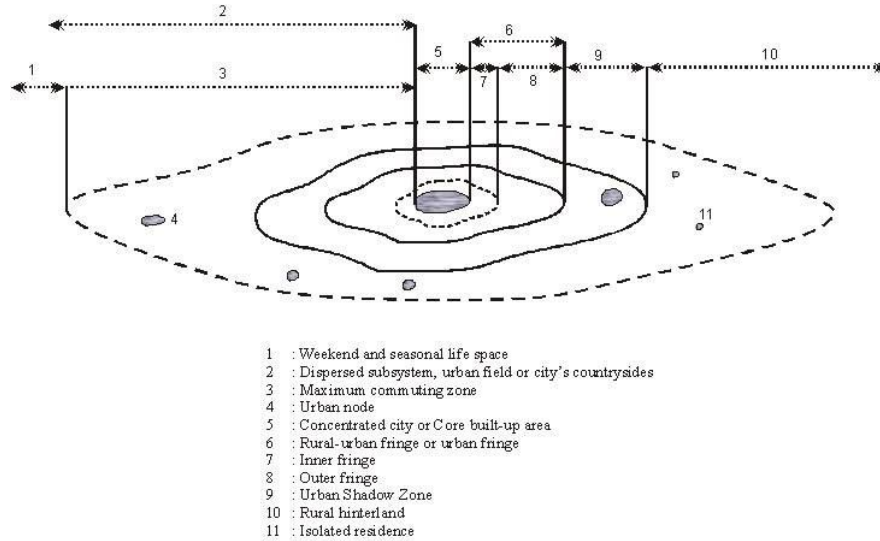 2
6
5
9
10
1
3
7
8
4
11
1 : Weekend and seasonal life space
2 : Dispersed subsystem, urban field or city's countrysides
3 : Maximum commuting zone
4 : Urban node
5 : Concentrated city or Core built-up area
6 : Rural-urban fringe or urban fringe
7 : Inner fringe
8 : Outer fringe
9 : Urban Shadow Zone
10 : Rural hinterland
11 : Isolated residence